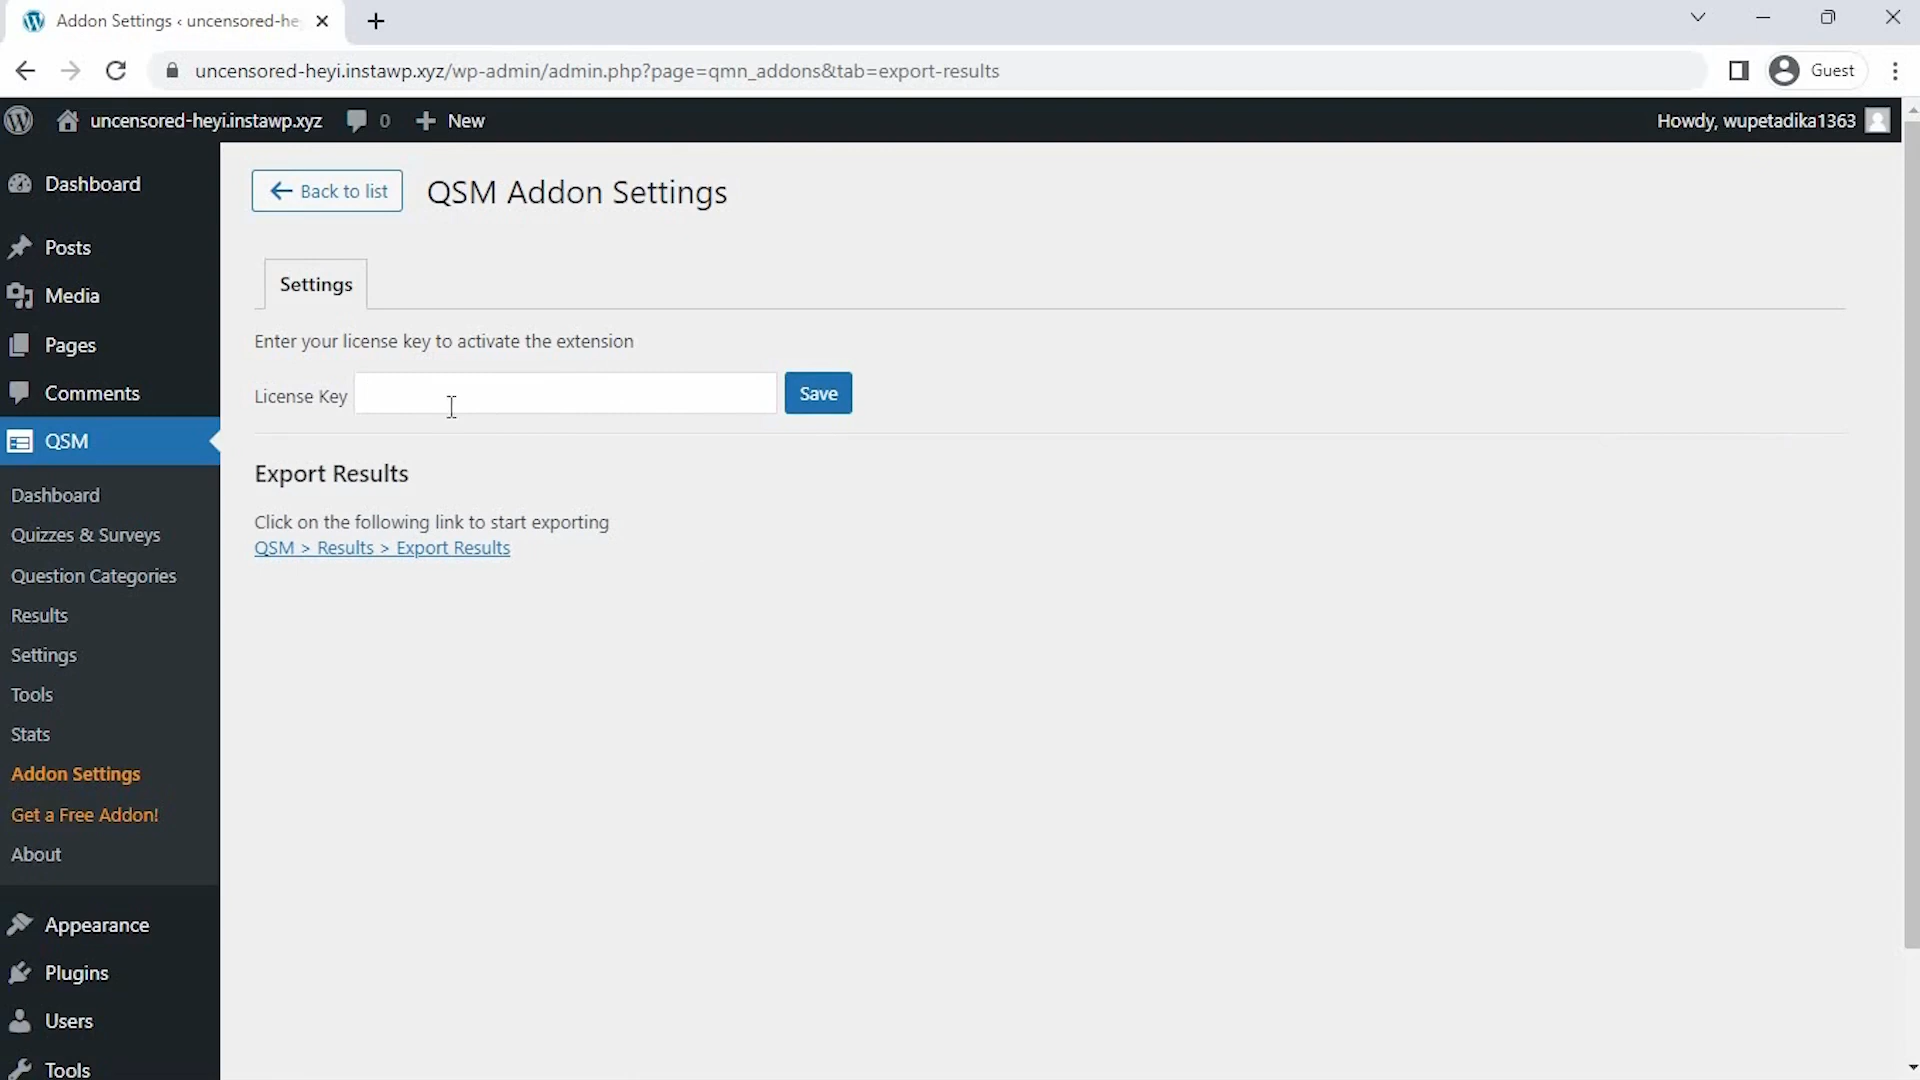 Addon Settings ‹ uncensored-he
uncensored-heyi.instawp.xyz/wp-admin/admin.php?page=qmn_addons&tab=export-results
Guest
uncensored-heyi.instawp.xyz 0 New
Howdy, wupetadika1363
Dashboard
Posts
Media
Pages
Comments
QSM
Dashboard
Quizzes & Surveys
Question Categories
Results
Settings
Tools
Stats
Addon Settings
Get a Free Addon!
About
Appearance
Plugins
Users
Tools
Back to list
QSM Addon Settings
Settings
Enter your license key to activate the extension
License Key
Save
Export Results
Click on the following link to start exporting
QSM > Results > Export Results